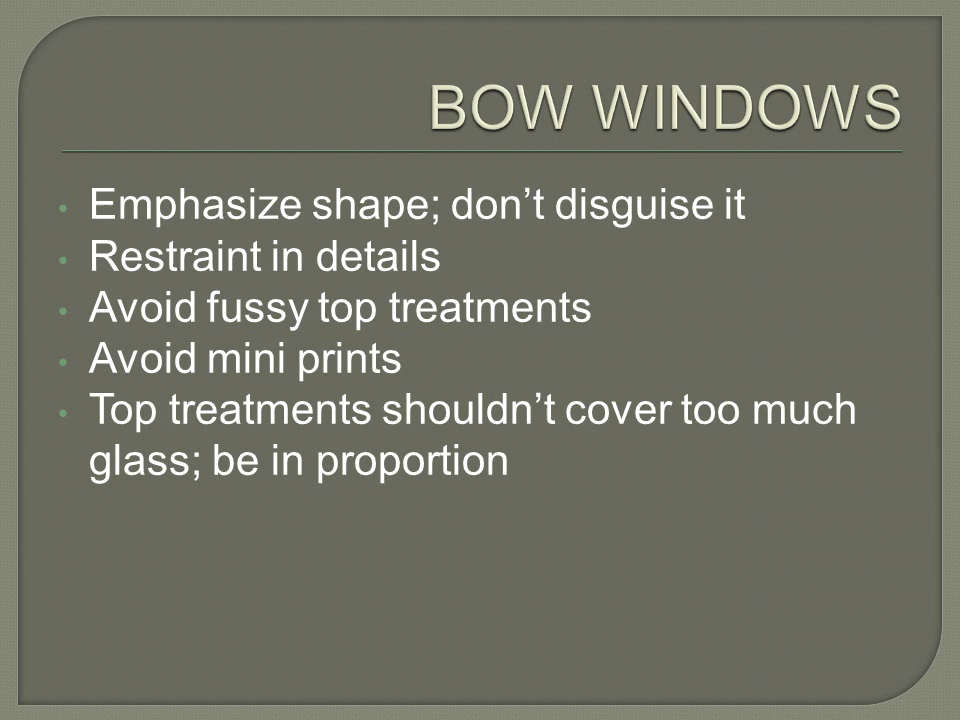 BOW WINDOWS
• Emphasize shape; don’t disguise it
• Restraint in details
• Avoid fussy top treatments
• Avoid mini prints
• Top treatments shouldn’t cover too much
glass; be in proportion